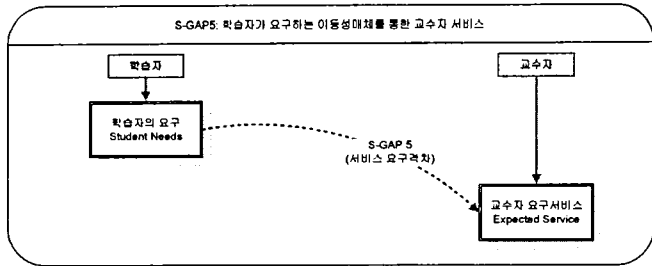 S-GAP5: 학습자가 요구하는 이동성매체를 통한 교수자 서비스
학습자
교수자
학습자의 요구
Student Needs
S-GAP 5
(서비스 요구격차)
교수자 요구서비스
Expected Service